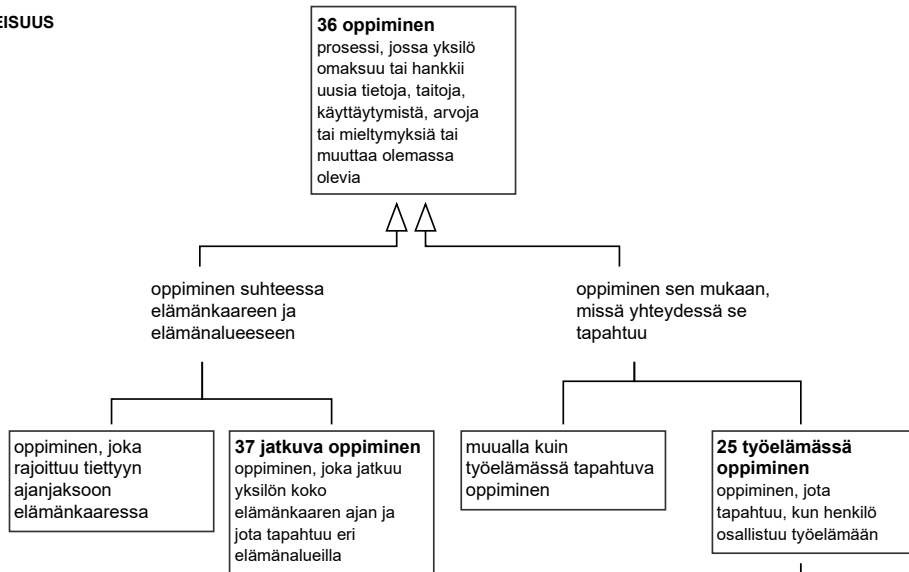 36 oppiminen
prosessi, jossa yksilö
omaksuu tai hankkii
uusia tietoja, taitoja,
käyttäytymistä, arvoja
tai mieltymyksiä tai
muuttaa olemassa
olevia
oppiminen suhteessa
elämänkaareen ja
elämänalueeseen
oppiminen sen mukaan,
missä yhteydessä se
tapahtuu
oppiminen, joka
rajoittuu tiettyyn
ajanjaksoon
elämänkaaressa
37 jatkuva oppiminen
oppiminen, joka jatkuu
yksilön koko
elämänkaaren ajan ja
jota tapahtuu eri
elämänalueilla
muualla kuin
työelämässä tapahtuva
oppiminen
25 työelämässä
oppiminen
oppiminen, jota
tapahtuu, kun henkilö
osallistuu työelämään